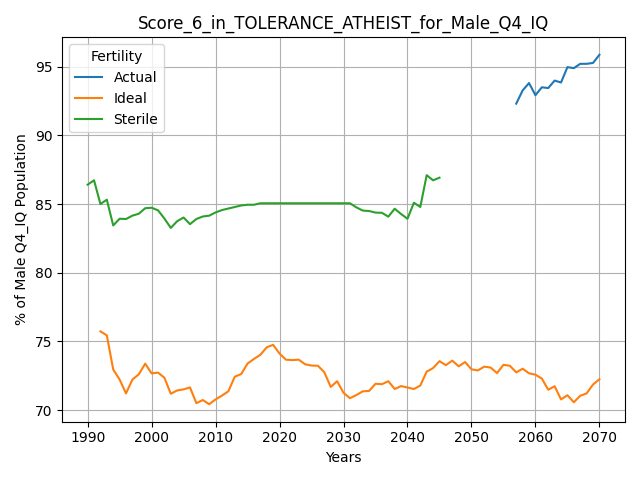 Score_6_in_TOLERANCE_ATHEIST_for_Male_Q4_IQ
Fertility
Actual
Ideal
Sterile
95
90
85
80
75
70
% of Male Q4_IQ Population
1990 2000 2010 2020 2030 2040 2050 2060 2070
Years